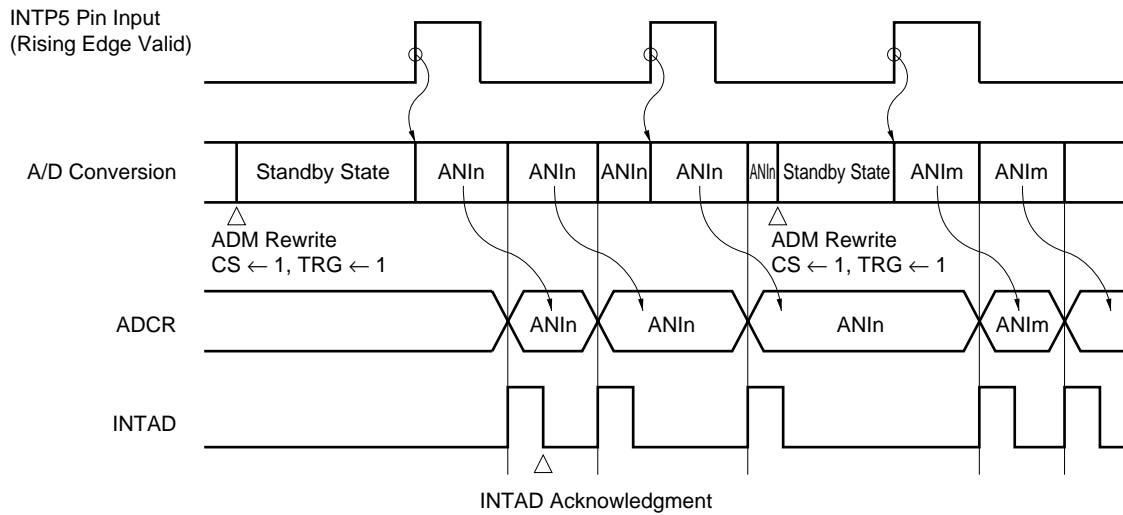 INTP5 Pin Input
(Rising Edge Valid)
A/D Conversion
Standby State
ANIn
ANIn
ANIn
ANIn
ANIn
Standby State
ANIm
ANIm
ADM Rewrite
CS ← 1, TRG ← 1
ADM Rewrite
CS ← 1, TRG ← 1
ADCR
ANIn
ANIn
ANIn
ANIm
INTAD
INTAD Acknowledgment